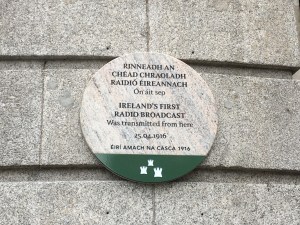 RINNEADH AN
CHÉAD CHRAOLADH
RAIDIÓ ÉIREANNACH
Ón áit seo
IRELAND'S FIRST
RADIO BROADCAST
Was transmitted from here
25.04.1916
ÉIRÍ AMACH NA CÁSCA 1916